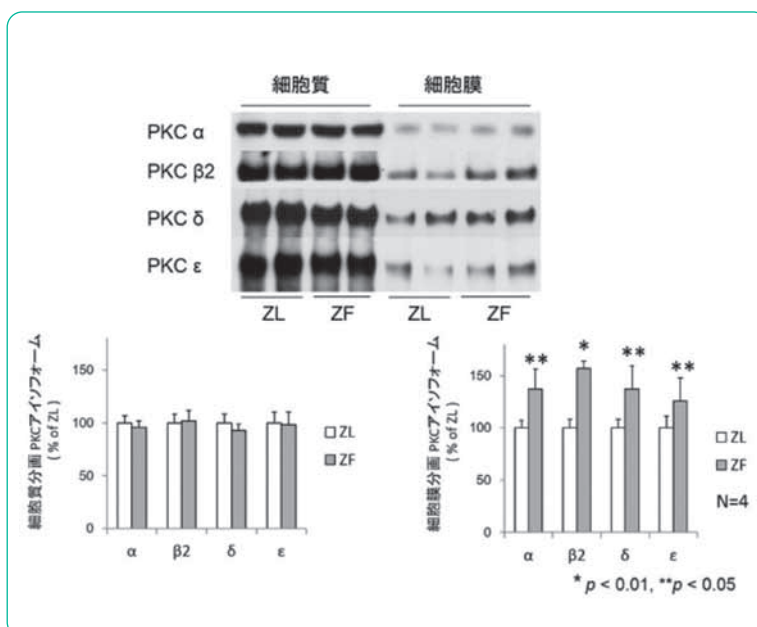 細胞質 細胞膜
PKC α
PKC β2
PKC δ
PKC ε
ZL ZF ZL ZF
細胞質分画 PKCアイソフォーム
( % of ZL )
150
100
50
0
α β2 δ ε
ZL
ZF
細胞膜分画 PKCアイソフォーム
( % of ZL )
150
100
50
0
** * ** **
α β2 δ ε
ZL
ZF
N=4
* p < 0.01, **p < 0.05